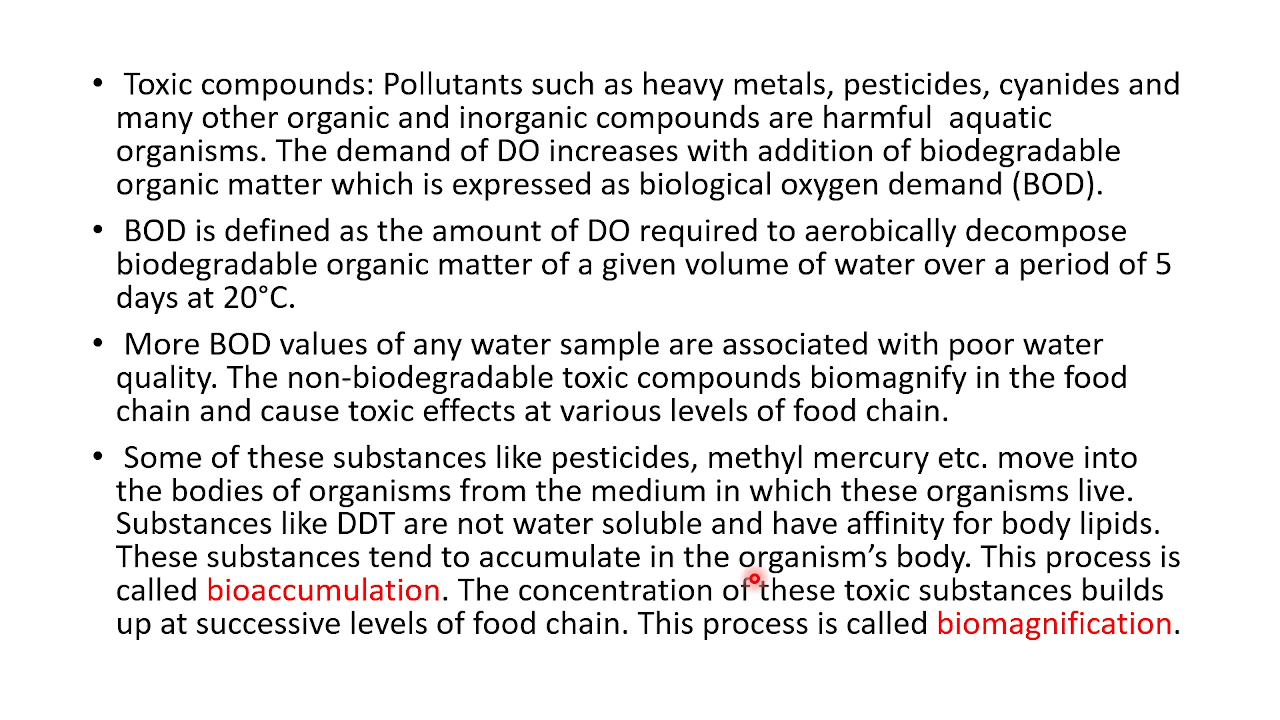 • Toxic compounds: Pollutants such as heavy metals, pesticides, cyanides and
many other organic and inorganic compounds are harmful  aquatic
organisms. The demand of DO increases with addition of biodegradable
organic matter which is expressed as biological oxygen demand (BOD).
• BOD is defined as the amount of DO required to aerobically decompose
biodegradable organic matter of a given volume of water over a period of 5
days at 20°C.
• More BOD values of any water sample are associated with poor water
quality. The non-biodegradable toxic compounds biomagnify in the food
chain and cause toxic effects at various levels of food chain.
• Some of these substances like pesticides, methyl mercury etc. move into
the bodies of organisms from the medium in which these organisms live.
Substances like DDT are not water soluble and have affinity for body lipids.
These substances tend to accumulate in the organism’s body. This process is
called bioaccumulation. The concentration of these toxic substances builds
up at successive levels of food chain. This process is called biomagnification.